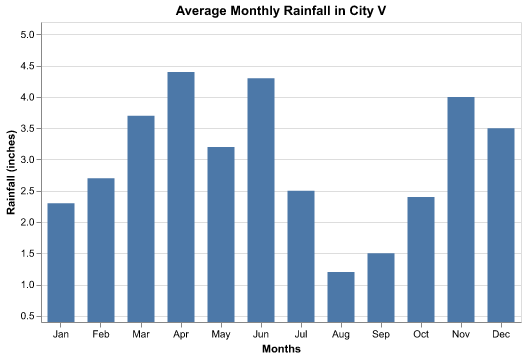 Average Monthly Rainfall in City V
Rainfall (inches)
5.0
4.5
4.0
3.5
3.0
2.5
2.0
1.5
1.0
0.5
Jan Feb Mar Apr May Jun Jul Aug Sep Oct Nov Dec
Months